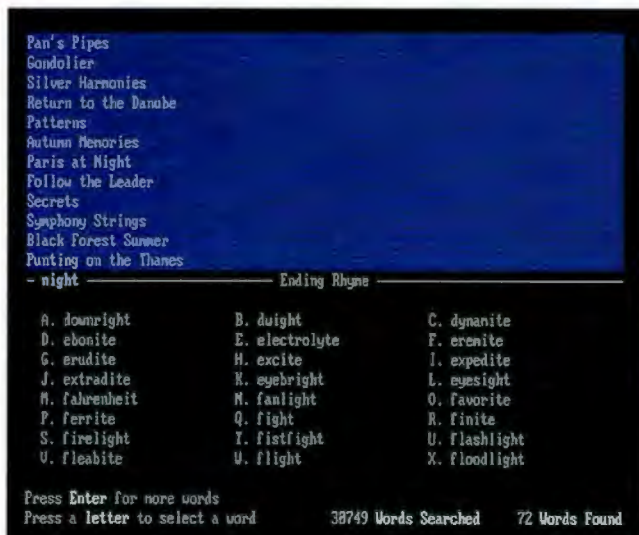 Pan's Pipes
Gondolier
Silver Harmonies
Return to the Danube
Patterns
Autumn Memories
Paris at Night
Follow the Leader
Secrets
Symphony Strings
Black Forest Summer
Punting on the Thames
night Ending Rhyme
A. downright B. dwight C. dynamite
D. ebonite E. electrolyte F. eremite
G. erudite H. excite I. expedite
J. extradite K. eyebright L. eyesight
M. fahrenheit N. fanlight O. favorite
P. ferrite Q. fight R. finite
S. firelight T. fistfight U. flashlight
V. fleabite W. flight X. floodlight
Press Enter for more words
Press a letter to select a word 30749 Words Searched 72 Words Found